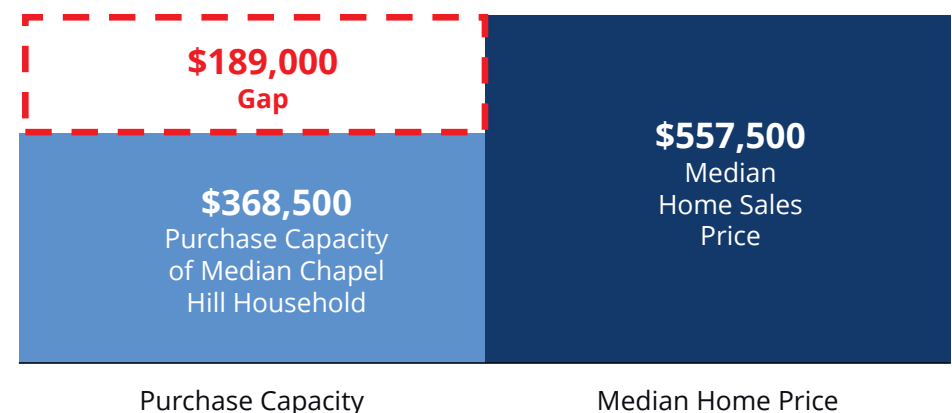 $189,000
Gap
$368,500
Purchase Capacity
of Median Chapel
Hill Household
$557,500
Median
Home Sales
Price
Purchase Capacity
Median Home Price